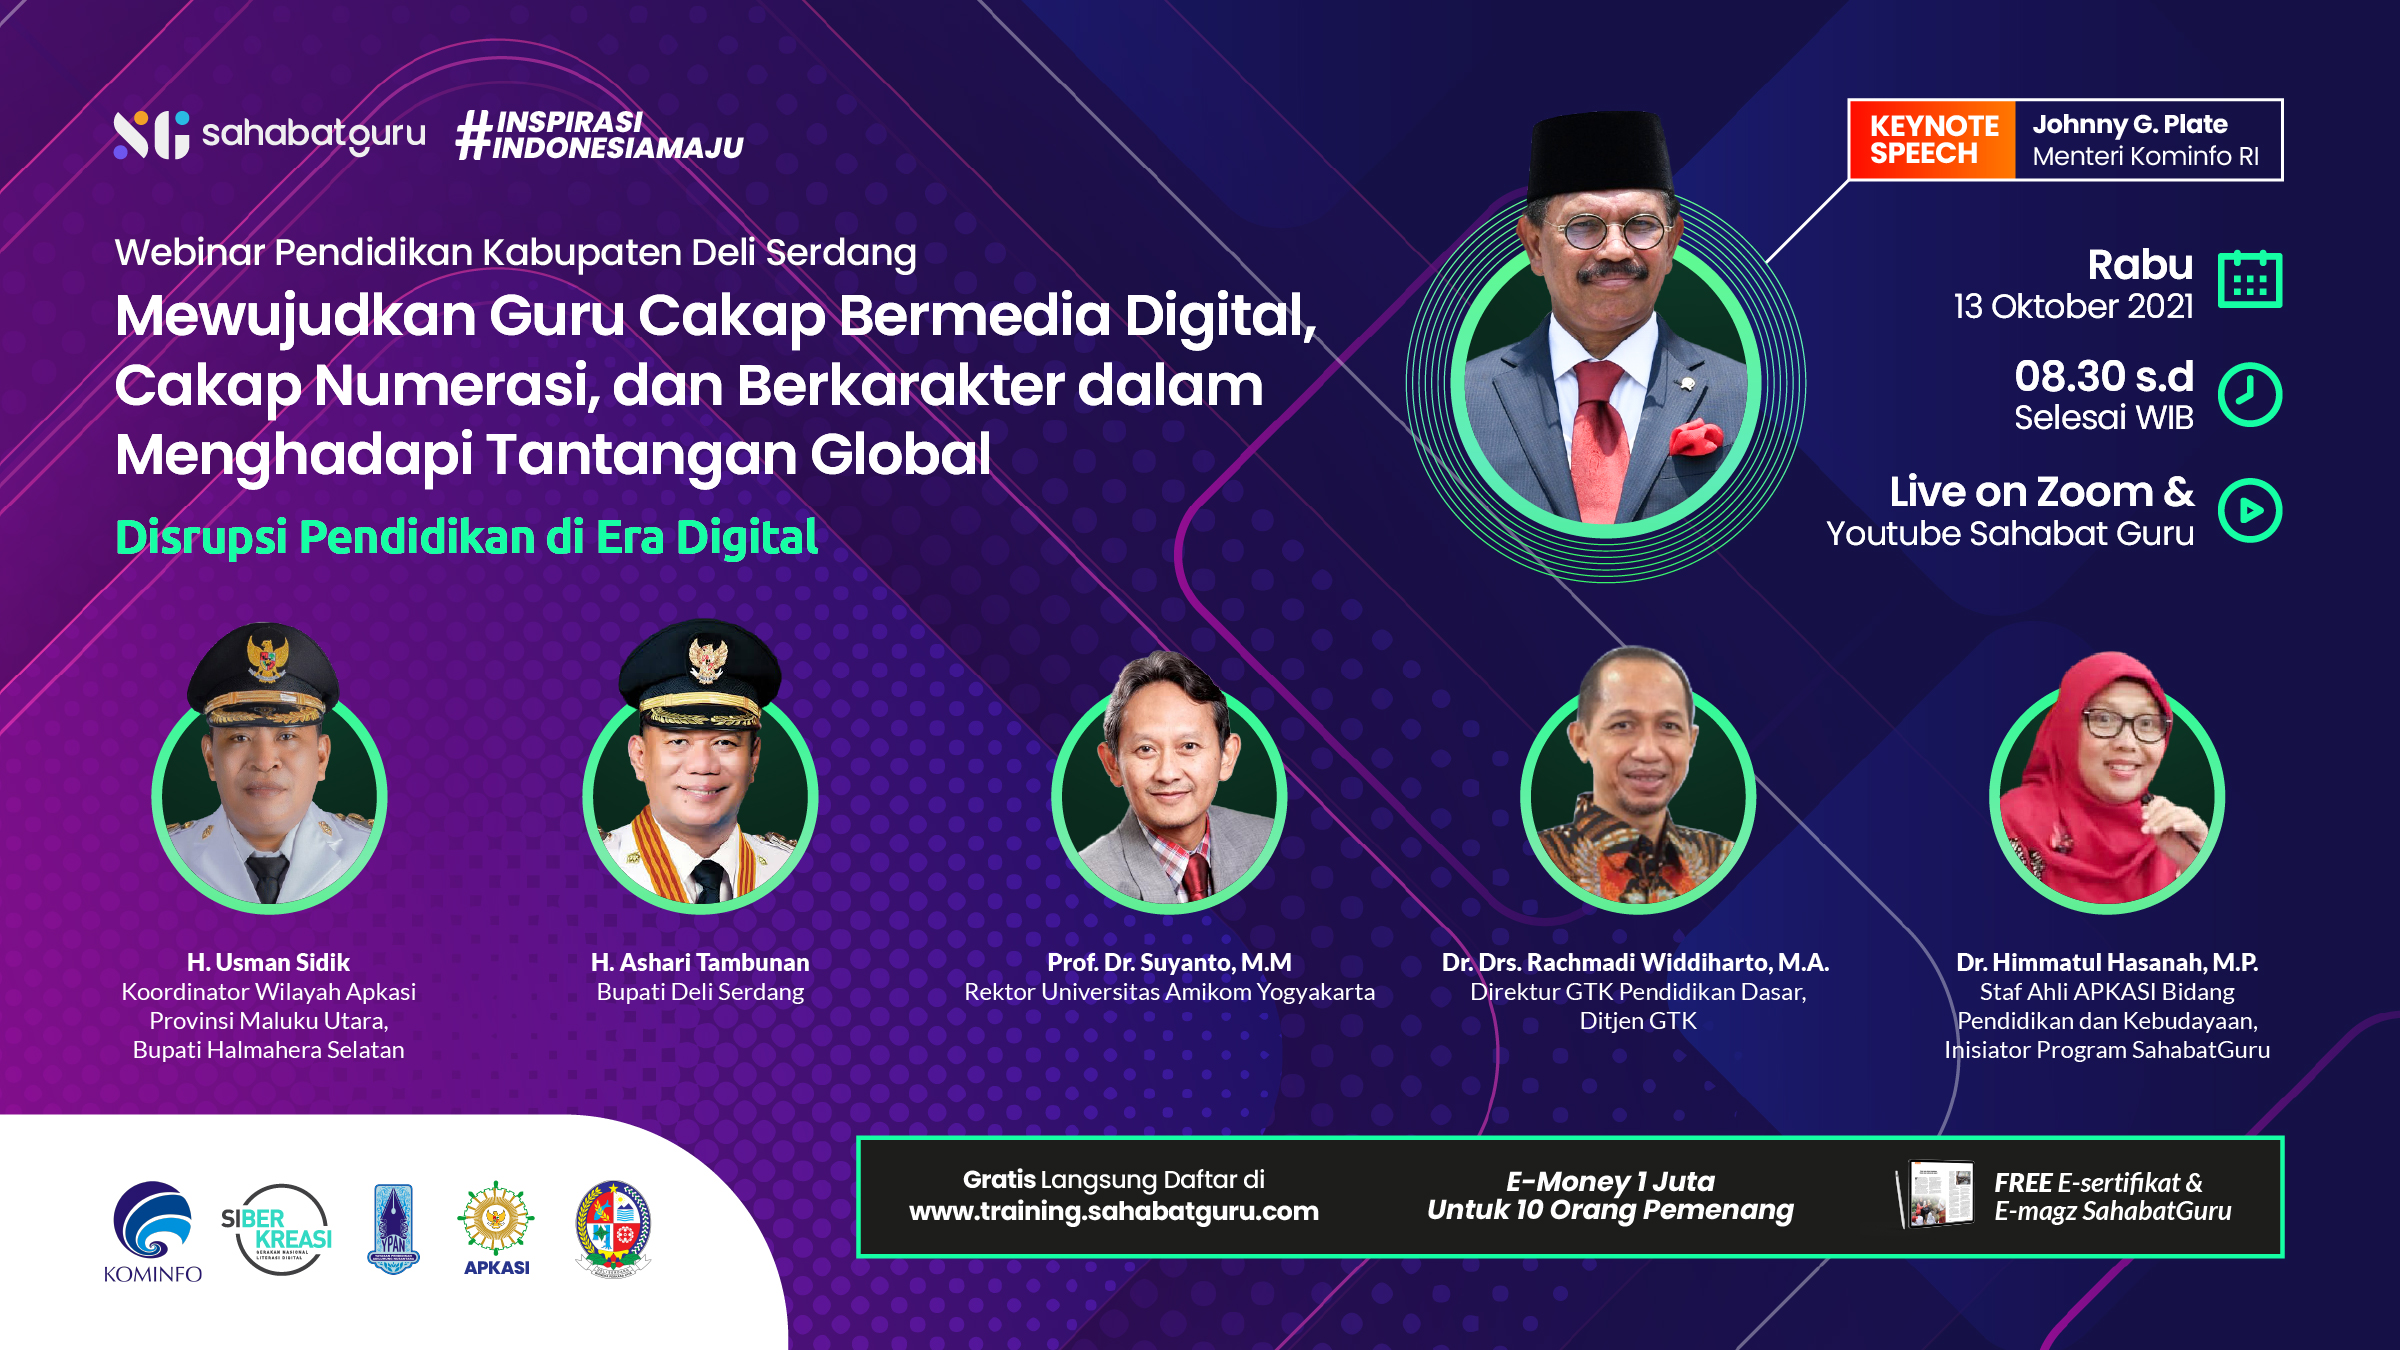 sahabatguru
#INSPIRASI
INDONESIAMAJU
KEYNOTE
SPEECH
Johnny G. Plate
Menteri Kominfo RI
Webinar Pendidikan Kabupaten Deli Serdang
Mewujudkan Guru Cakap Bermedia Digital,
Cakap Numerasi, dan Berkarakter dalam
Menghadapi Tantangan Global
Disrupsi Pendidikan di Era Digital
Rabu
13 Oktober 2021
08.30 s.d
Selesai WIB
Live on Zoom &
Youtube Sahabat Guru
H. Usman Sidik
Koordinator Wilayah Apkasi
Provinsi Maluku Utara,
Bupati Halmahera Selatan
H. Ashari Tambunan
Bupati Deli Serdang
Prof. Dr. Suyanto, M.M
Rektor Universitas Amikom Yogyakarta
Dr. Drs. Rachmadi Widdiharto, M.A.
Direktur GTK Pendidikan Dasar,
Ditjen GTK
Dr. Himmatul Hasanah, M.P.
Staf Ahli APKASI Bidang
Pendidikan dan Kebudayaan,
Inisiator Program SahabatGuru
KOMINFO
SIBER
KREASI
GERAKAN NASIONAL
LITERASI DIGITAL
YPAN
APKASI
Gratis Langsung Daftar di
www.training.sahabatguru.com
E-Money 1 Juta
Untuk 10 Orang Pemenang
FREE E-sertifikat &
E-magz SahabatGuru